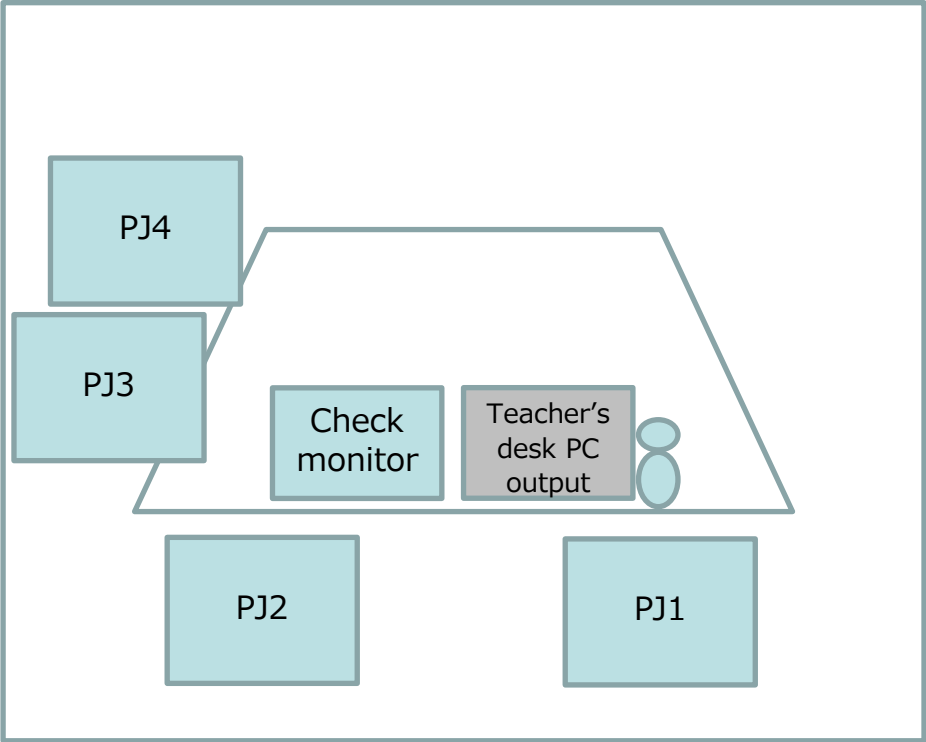 PJ4
PJ3
Check
monitor
Teacher’s
desk PC
output
PJ2
PJ1